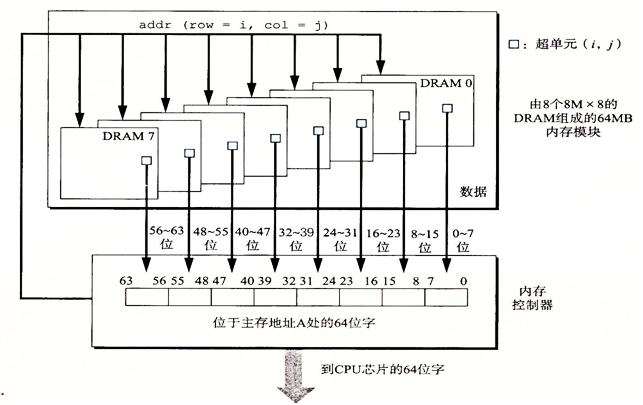 addr (row = i, col = j)
□: 超单元 (i, j)
DRAM 0
由8个8M×8的
DRAM组成的64MB
内存模块
DRAM 7
数据
56~63
位
48~55
位
40~47
位
32~39
位
24~31
位
16~23
位
8~15
位
0~7
位
63 56 55 48 47 40 39 32 31 24 23 16 15 8 7 0
内存
控制器
位于主存地址A处的64位字
到CPU芯片的64位字